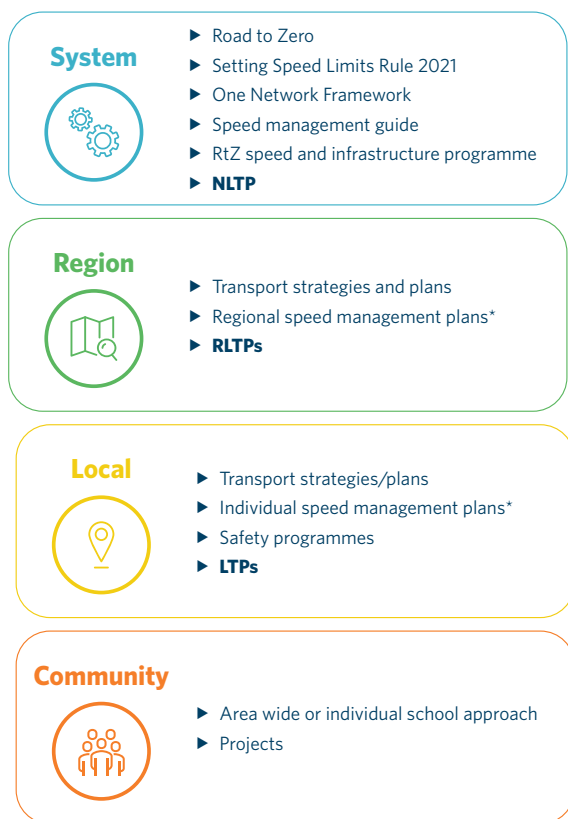 System
► Road to Zero
► Setting Speed Limits Rule 2021
► One Network Framework
► Speed management guide
► RtZ speed and infrastructure programme
► NLTP
Region
► Transport strategies and plans
► Regional speed management plans*
► RLTPs
Local
► Transport strategies/plans
► Individual speed management plans*
► Safety programmes
► LTPs
Community
► Area wide or individual school approach
► Projects